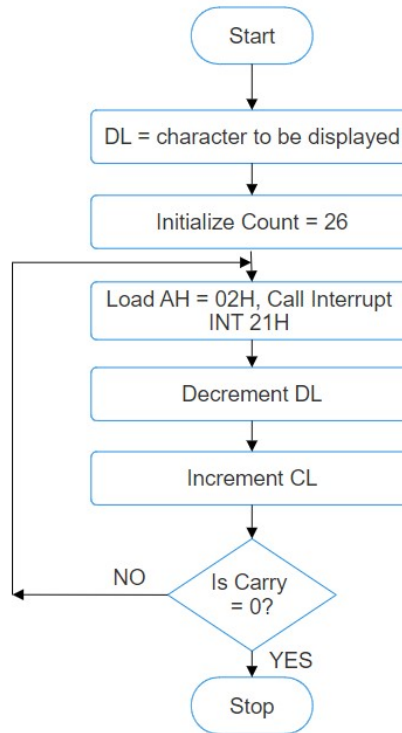 Start
DL = character to be displayed
Initialize Count = 26
Load AH = 02H, Call Interrupt
INT 21H
Decrement DL
Increment CL
NO
Is Carry
= 0?
YES
Stop